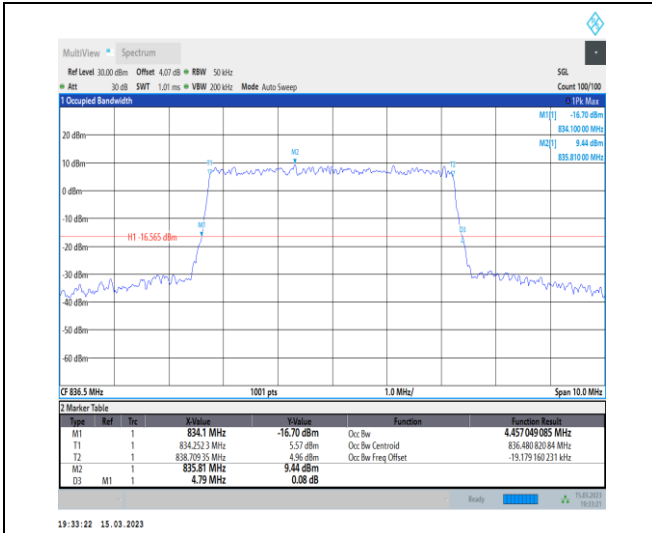 MultiView Spectrum
Ref Level 30.00 dBm Offset 4.07 dB RBW 50 kHz SGL
Att 30 dB SWT 1.01 ms VBW 200 kHz Mode Auto Sweep Count 100/100
1 Occupied Bandwidth 1Pk Max
M1[1] -16.70 dBm
834.100 00 MHz
M2[1] 9.44 dBm
835.810 00 MHz
20 dBm
M2
10 dBm
T1 T2
0 dBm
-10 dBm
M1 D3
H1 -16.565 dBm
-20 dBm
-30 dBm
-40 dBm
-50 dBm
-60 dBm
CF 836.5 MHz 1001 pts 1.0 MHz/ Span 10.0 MHz
2 Marker Table
Type Ref Trc X-Value Y-Value Function Function Result
M1 1 834.1 MHz -16.70 dBm Occ Bw 4.457 049 085 MHz
T1 1 834.252 3 MHz 5.57 dBm Occ Bw Centroid 836.480 820 84 MHz
T2 1 838.709 35 MHz 4.96 dBm Occ Bw Freq Offset -19.179 160 231 kHz
M2 1 835.81 MHz 9.44 dBm
D3 M1 1 4.79 MHz 0.08 dB
Ready 15.03.2023
19:33:21
19:33:22 15.03.2023